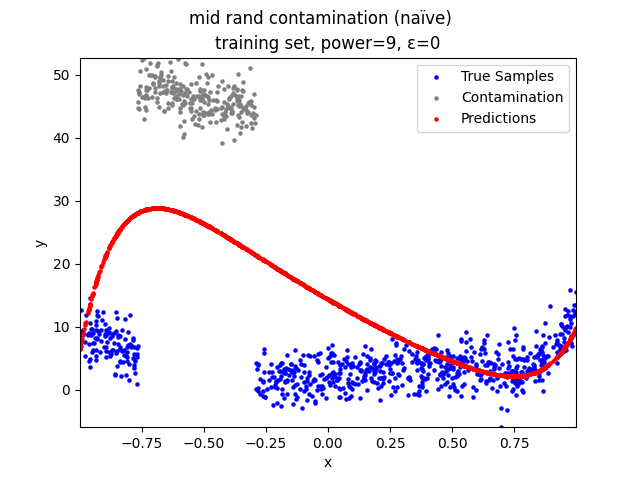 mid rand contamination (naïve)
training set, power=9, ε=0
True Samples
Contamination
Predictions
50
40
30
20
10
0
y
−0.75
−0.50
−0.25
0.00
0.25
0.50
0.75
x